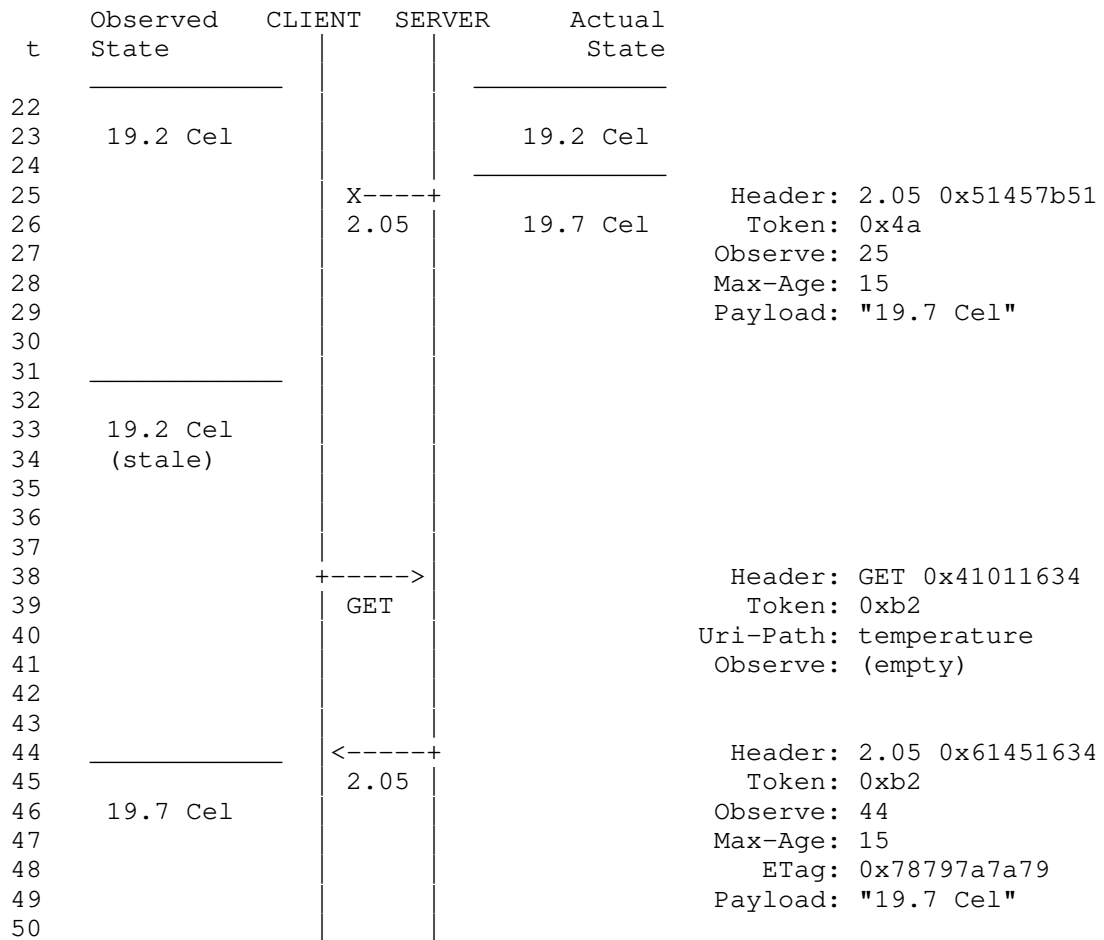 Observed   CLIENT  SERVER     Actual
 t   State         |      |         State
     ____________  |      |  ____________
22                 |      |
23    19.2 Cel     |      |     19.2 Cel
24                 |      |  ____________
25                 | X----+                  Header: 2.05 0x51457b51
26                 | 2.05 |     19.7 Cel      Token: 0x4a
27                 |      |                 Observe: 25
28                 |      |                 Max-Age: 15
29                 |      |                 Payload: "19.7 Cel"
30                 |      |
31   ____________  |      |
32                 |      |
33    19.2 Cel     |      |
34    (stale)      |      |
35                 |      |
36                 |      |
37                 |      |
38                 +----->|                  Header: GET 0x41011634
39                 | GET  |                   Token: 0xb2
40                 |      |                Uri-Path: temperature
41                 |      |                 Observe: (empty)
42                 |      |
43                 |      |
44   ____________  |<-----+                  Header: 2.05 0x61451634
45                 | 2.05 |                   Token: 0xb2
46    19.7 Cel     |      |                 Observe: 44
47                 |      |                 Max-Age: 15
48                 |      |                    ETag: 0x78797a7a79
49                 |      |                 Payload: "19.7 Cel"
50                 |      |